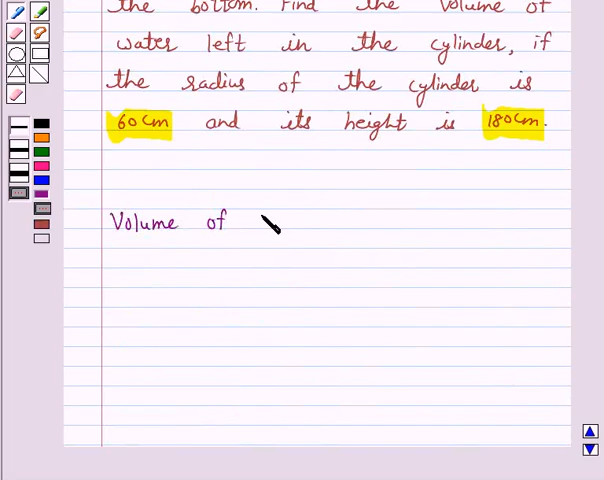 the bottom. Find the volume of
water left in the cylinder, if
the radius of the cylinder is
60cm and its height is 180cm.
Volume of